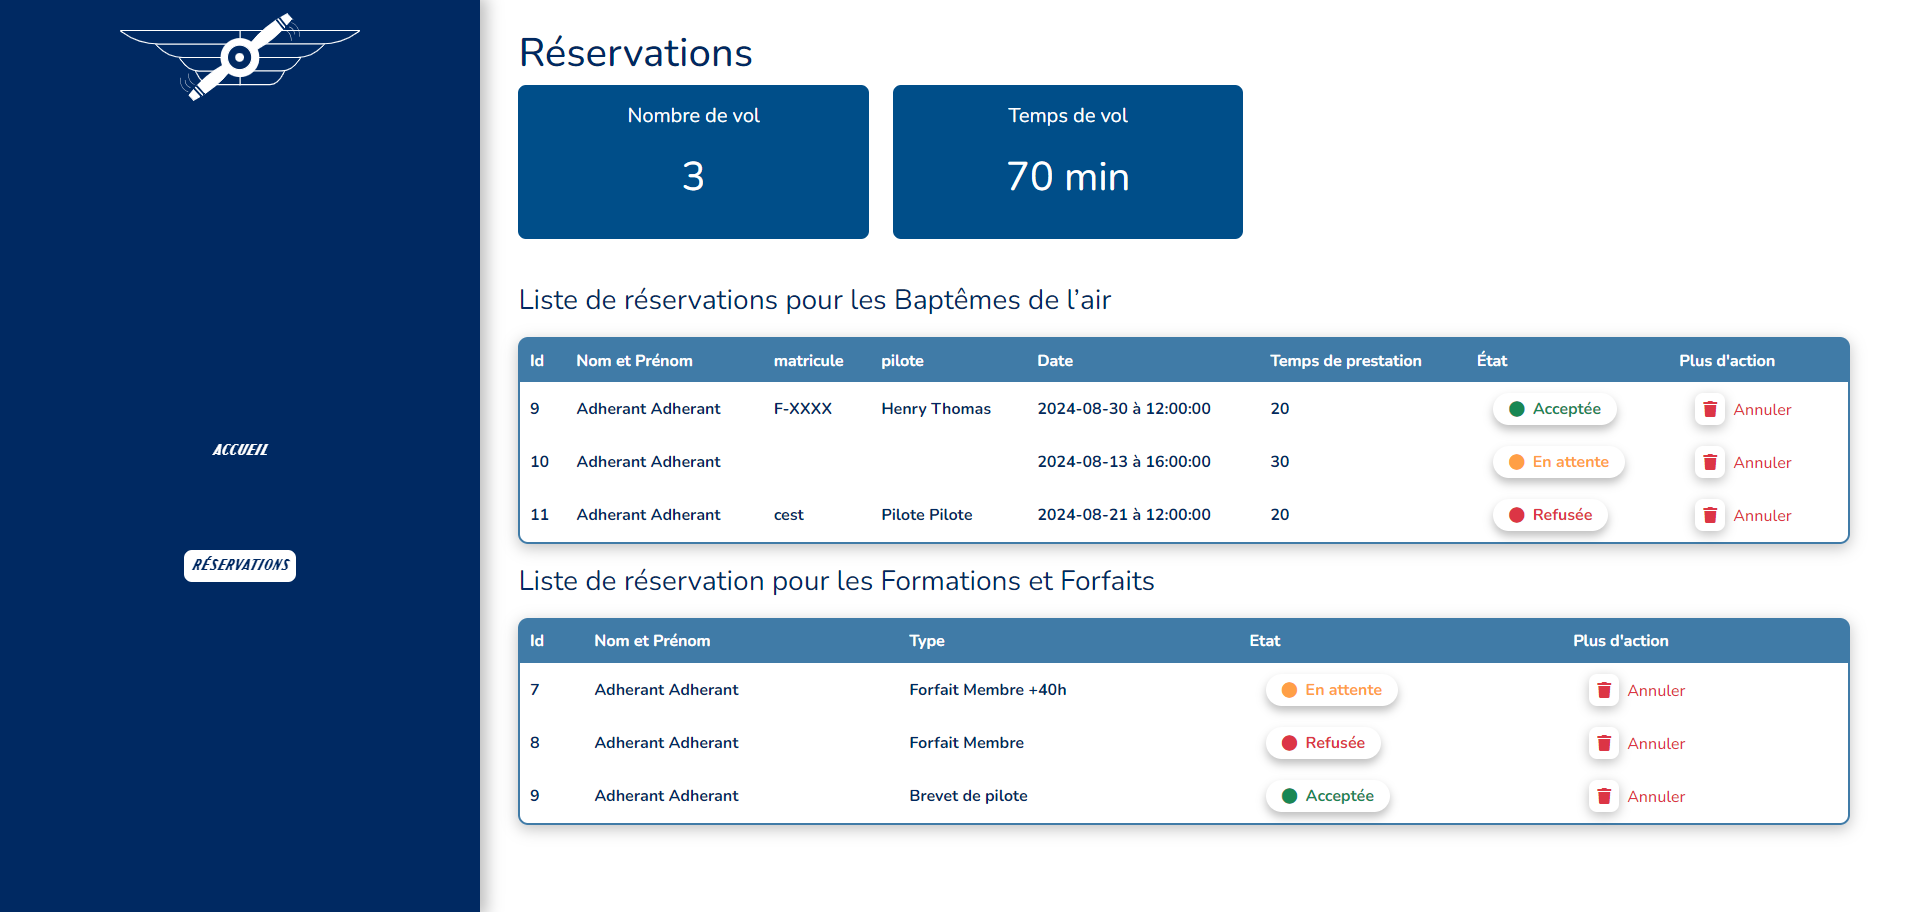 Réservations
Nombre de vol
3
Temps de vol
70 min
ACCUEIL
RÉSERVATIONS
Liste de réservations pour les Baptêmes de l’air
Id Nom et Prénom matricule pilote Date Temps de prestation État Plus d'action
9 Adherant Adherant F-XXXX Henry Thomas 2024-08-30 à 12:00:00 20 Acceptée Annuler
10 Adherant Adherant 2024-08-13 à 16:00:00 30 En attente Annuler
11 Adherant Adherant cest Pilote Pilote 2024-08-21 à 12:00:00 20 Refusée Annuler
Liste de réservation pour les Formations et Forfaits
Id Nom et Prénom Type Etat Plus d'action
7 Adherant Adherant Forfait Membre +40h En attente Annuler
8 Adherant Adherant Forfait Membre Refusée Annuler
9 Adherant Adherant Brevet de pilote Acceptée Annuler